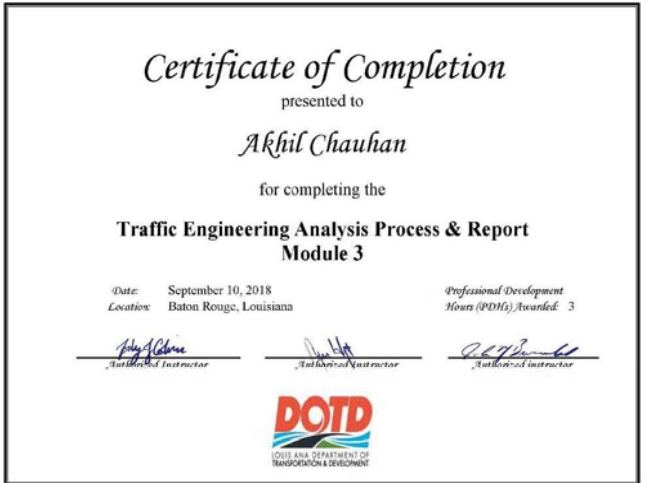 Certificate of Completion
presented to
Akhil Chauhan
for completing the
Traffic Engineering Analysis Process & Report
Module 3
Date: September 10, 2018
Location: Baton Rouge, Louisiana
Professional Development
Hours (PDHs) Awarded: 3
Authorized Instructor
Authorized Instructor
Authorized instructor
DOTD
LOUISIANA DEPARTMENT OF
TRANSPORTATION & DEVELOPMENT